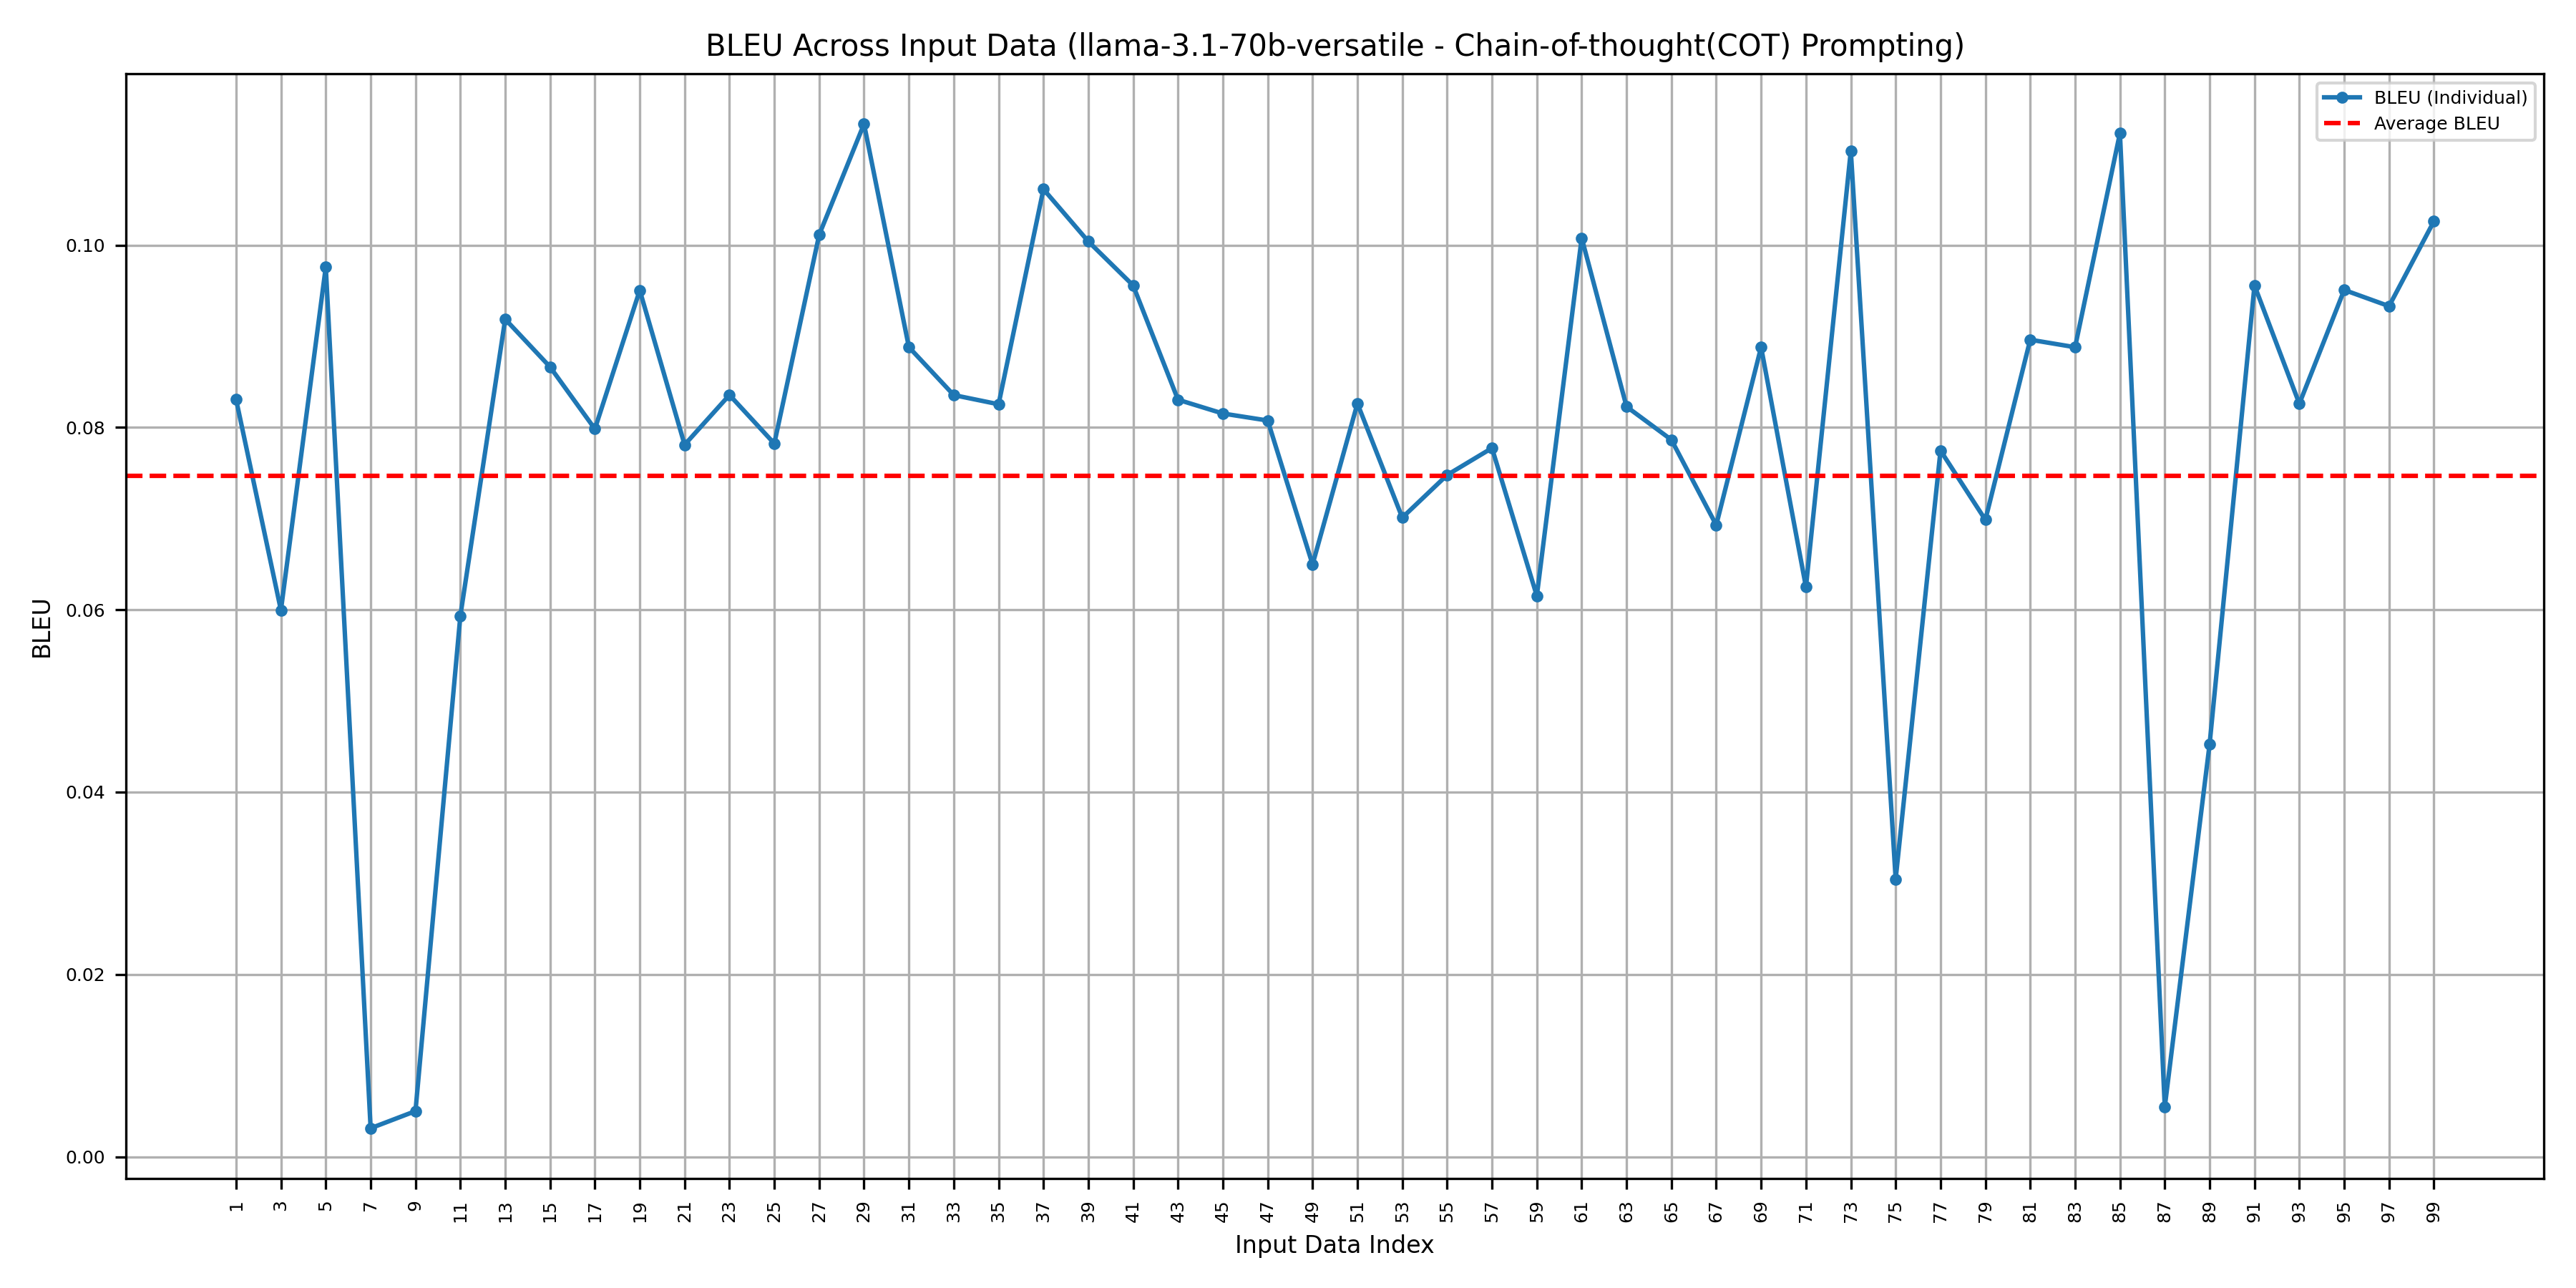 BLEU Across Input Data (llama-3.1-70b-versatile - Chain-of-thought(COT) Prompting)
BLEU (Individual)
Average BLEU
BLEU
0.10
0.08
0.06
0.04
0.02
0.00
1 3 5 7 9 11 13 15 17 19 21 23 25 27 29 31 33 35 37 39 41 43 45 47 49 51 53 55 57 59 61 63 65 67 69 71 73 75 77 79 81 83 85 87 89 91 93 95 97 99
Input Data Index